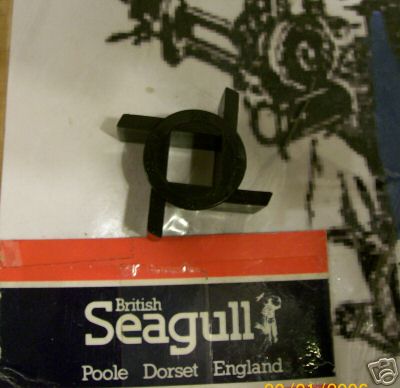 British
Seagull
Poole Dorset England